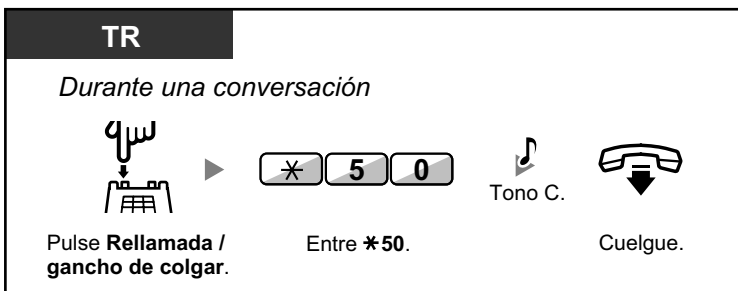 TR
Durante una conversación
* 5 0
Tono C.
Pulse Rellamada /
gancho de colgar.
Entre *50.
Cuelgue.